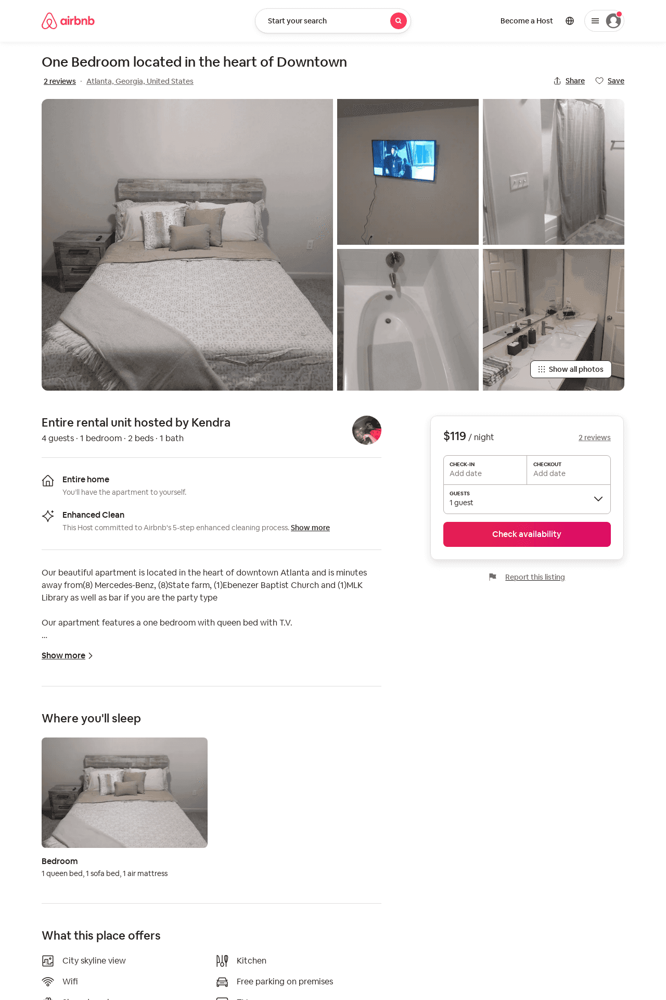 airbnb
Start your search
Become a Host
One Bedroom located in the heart of Downtown
2 reviews · Atlanta, Georgia, United States
Share
Save
Show all photos
Entire rental unit hosted by Kendra
4 guests · 1 bedroom · 2 beds · 1 bath
Entire home
You’ll have the apartment to yourself.
Enhanced Clean
This Host committed to Airbnb's 5-step enhanced cleaning process. Show more
$119 / night
2 reviews
CHECK-IN
Add date
CHECKOUT
Add date
GUESTS
1 guest
Check availability
Report this listing
Our beautiful apartment is located in the heart of downtown Atlanta and is minutes
away from(8) Mercedes-Benz, (8)State farm, (1)Ebenezer Baptist Church and (1)MLK
Library as well as bar if you are the party type
Our apartment features a one bedroom with queen bed with T.V.
...
Show more
Where you'll sleep
Bedroom
1 queen bed, 1 sofa bed, 1 air mattress
What this place offers
City skyline view
Kitchen
Wifi
Free parking on premises